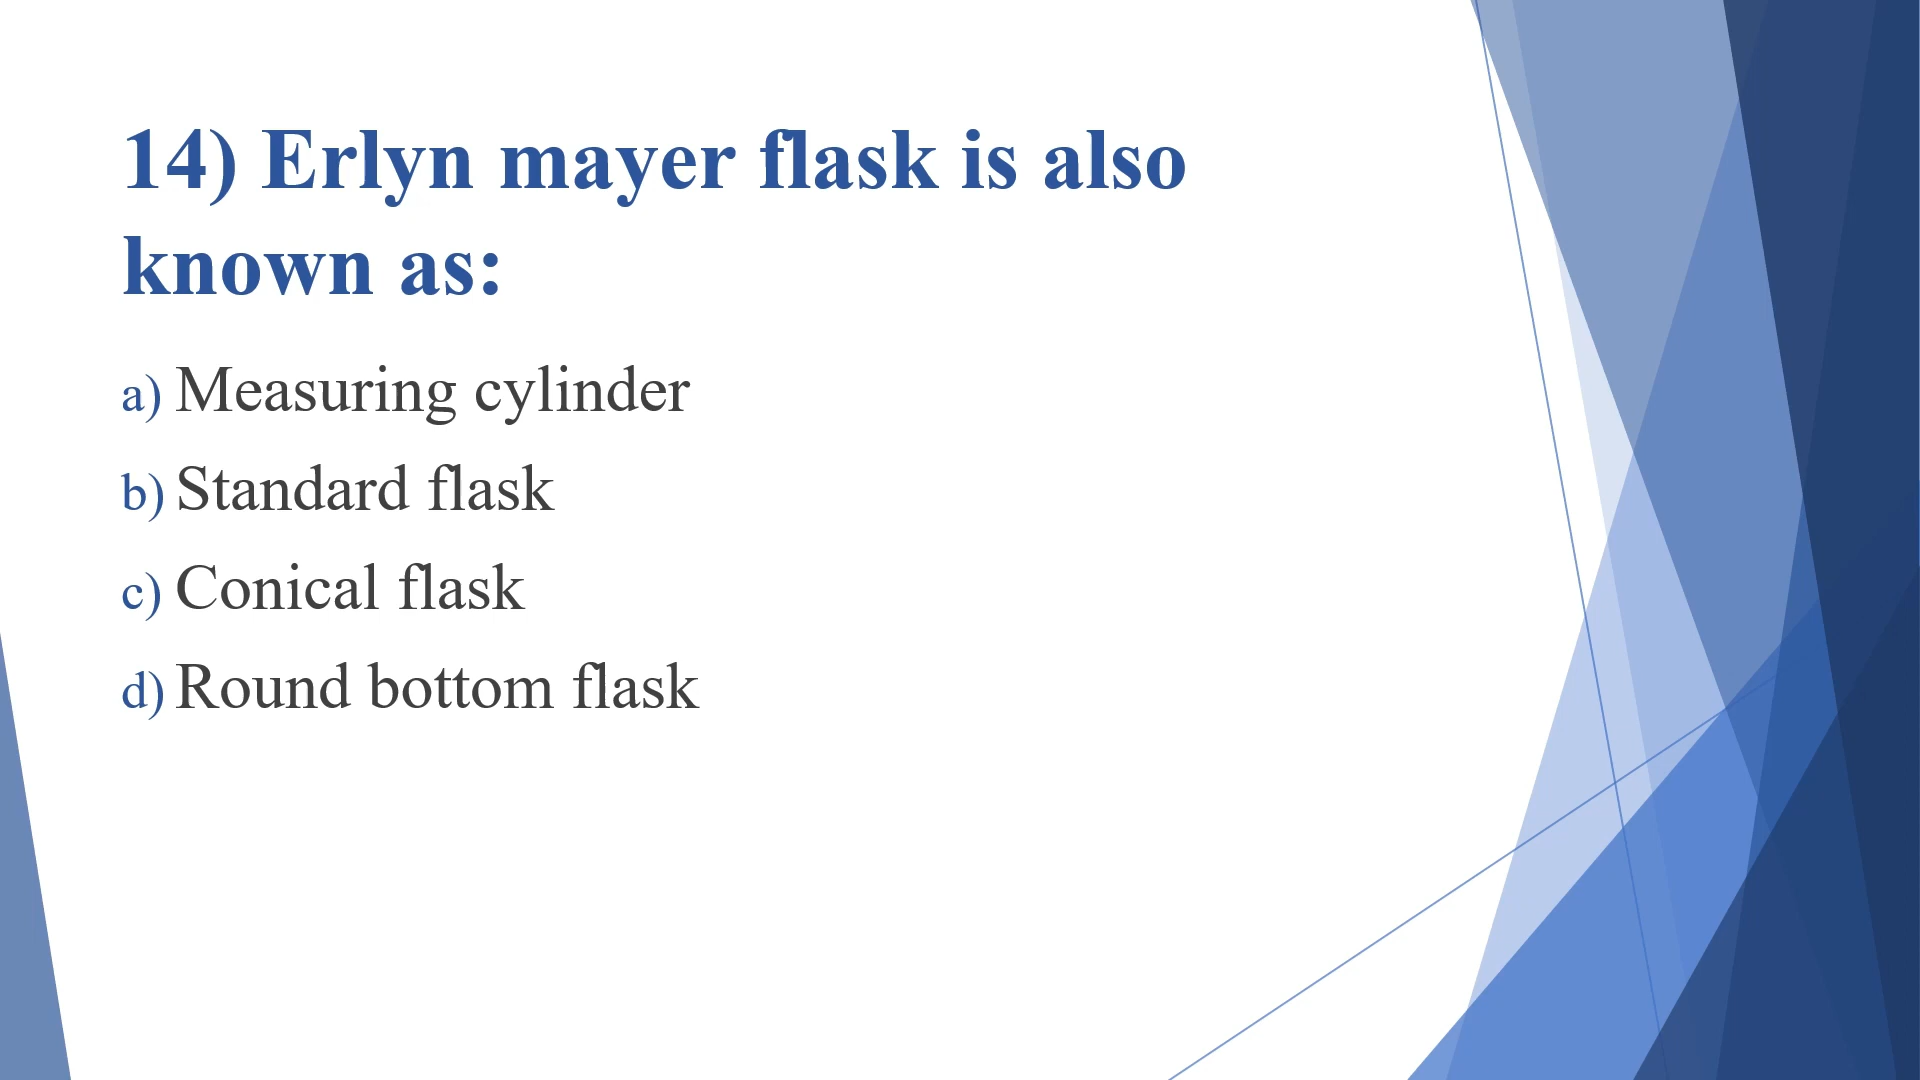 14) Erlyn mayer flask is also
known as:
a) Measuring cylinder
b) Standard flask
c) Conical flask
d) Round bottom flask